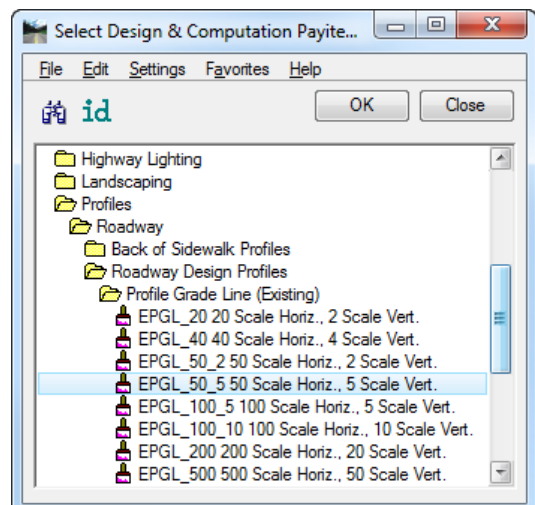 Select Design & Computation Payite...
File Edit Settings Favorites Help
id OK Close
Highway Lighting
Landscaping
Profiles
Roadway
Back of Sidewalk Profiles
Roadway Design Profiles
Profile Grade Line (Existing)
EPGL_20 20 Scale Horiz., 2 Scale Vert.
EPGL_40 40 Scale Horiz., 4 Scale Vert.
EPGL_50_2 50 Scale Horiz., 2 Scale Vert.
EPGL_50_5 50 Scale Horiz., 5 Scale Vert.
EPGL_100_5 100 Scale Horiz., 5 Scale Vert.
EPGL_100_10 100 Scale Horiz., 10 Scale Vert.
EPGL_200 200 Scale Horiz., 20 Scale Vert.
EPGL_500 500 Scale Horiz., 50 Scale Vert.